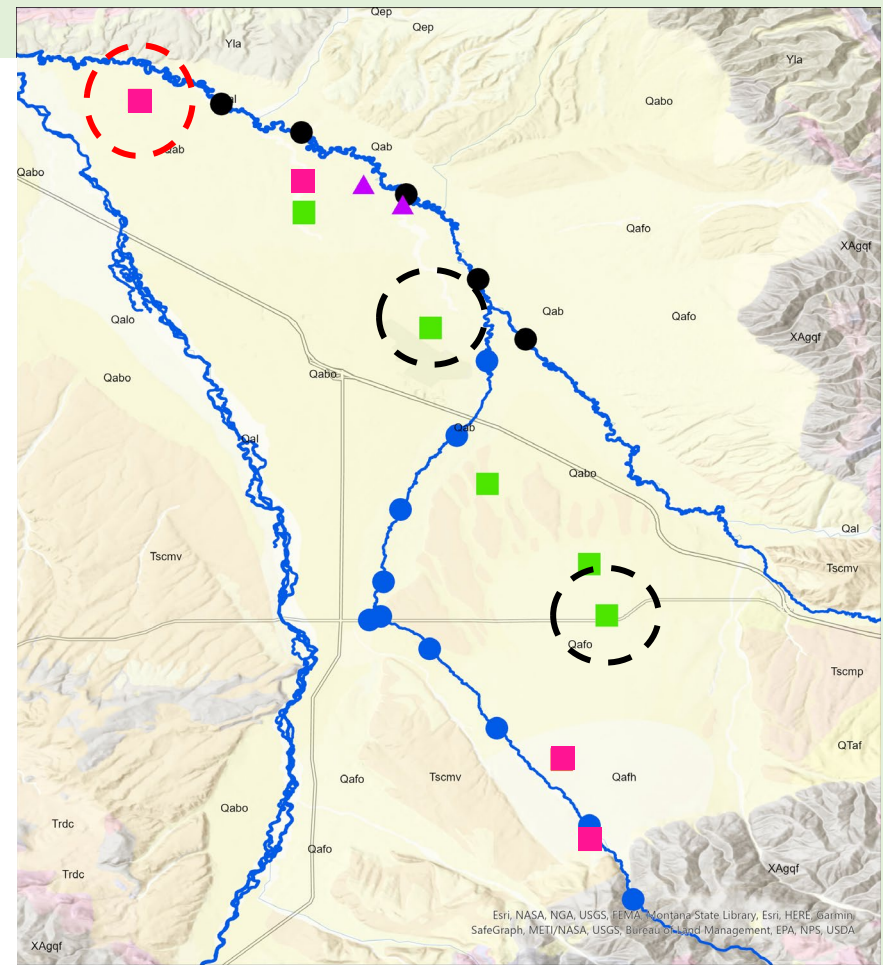 Qep
Qep
Yla
Yla
Qabo
Qal
Qab
Qab
Qabo
Qafo
XAgqf
Qab
Qafo
Qalo
XAgqf
Qabo
Qabo
Qab
Qal
Qabo
Qal
Tscmv
Tscmv
Qafo
Tscmp
QTaf
Qafo
Tscmv
Qafh
Qabo
Trdc
Qafo
Trdc
XAgqf
Esri, NASA, NGA, USGS, FEMA, Montana State Library, Esri, HERE, Garmin,
SafeGraph, METI/NASA, USGS, Bureau of Land Management, EPA, NPS, USDA
XAgqf